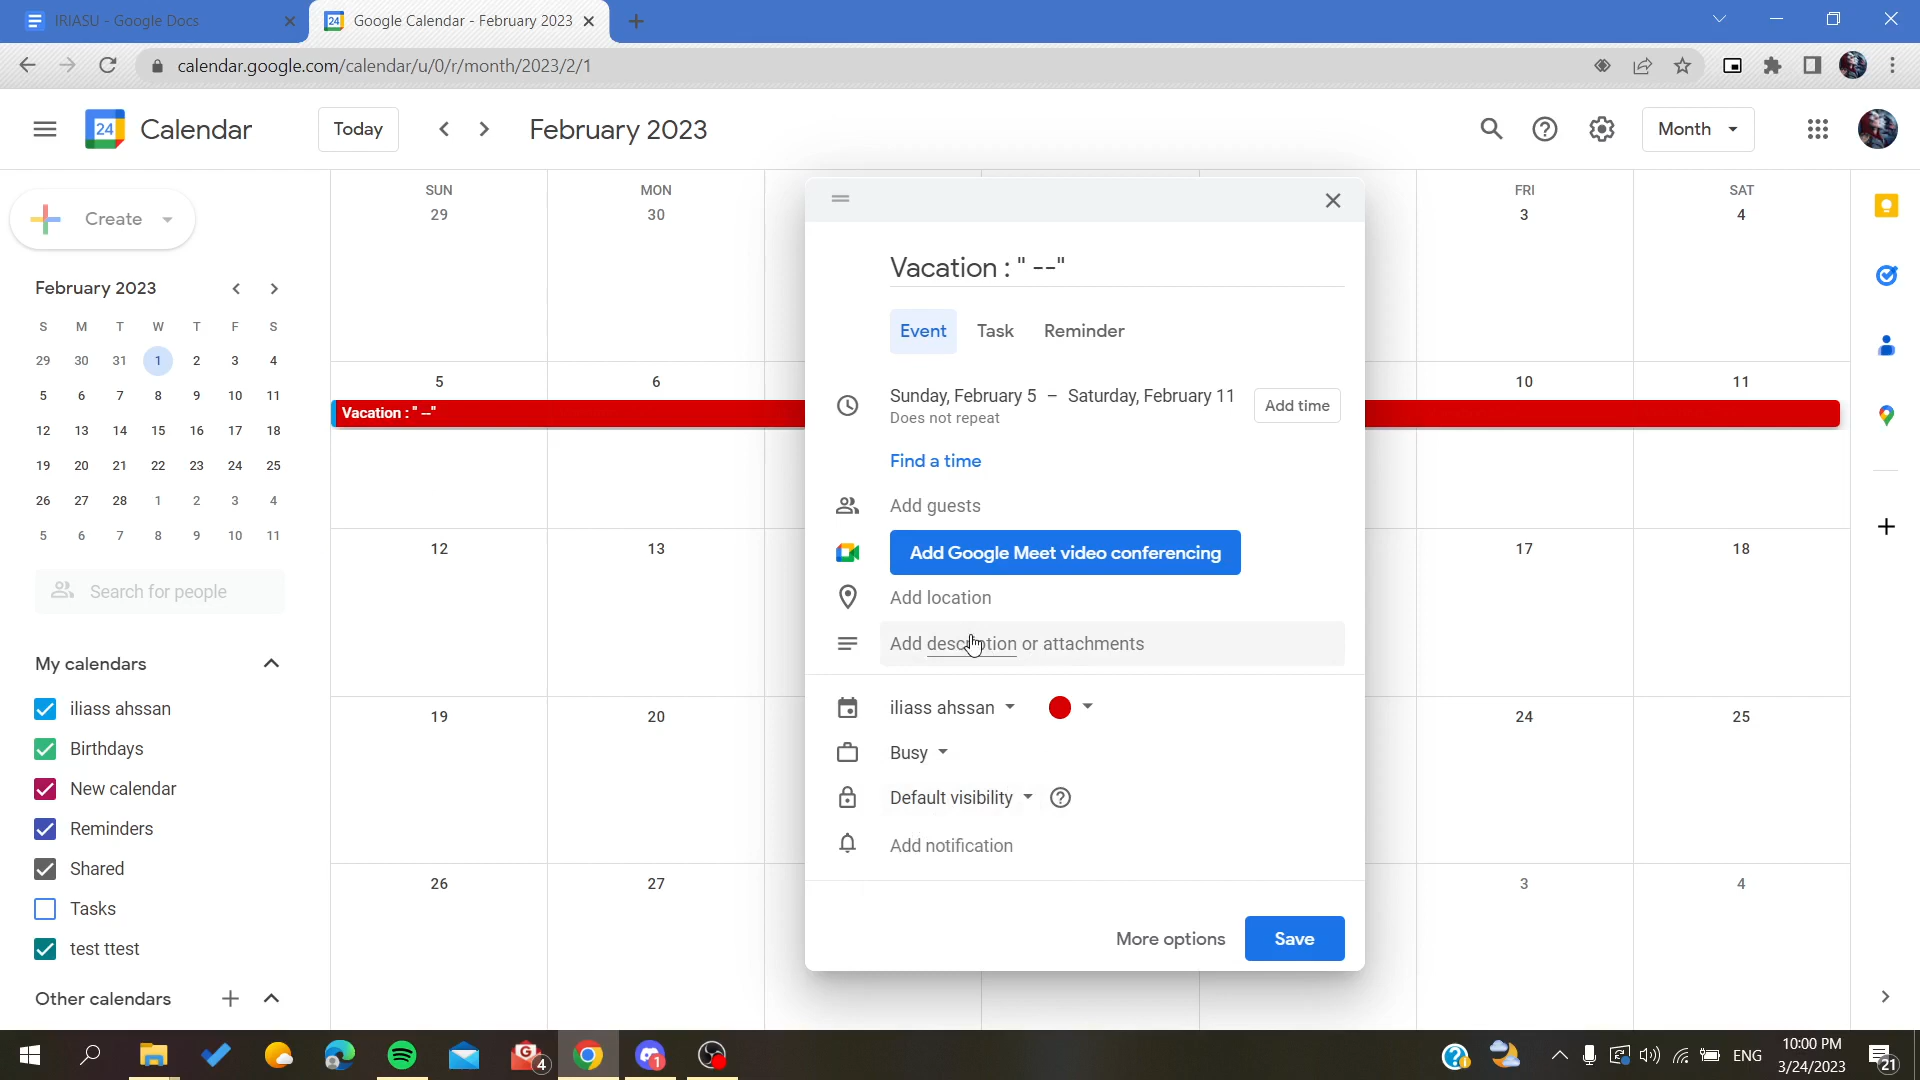 IRIASU - Google Docs
Google Calendar - February 2023
calendar.google.com/calendar/u/0/r/month/2023/2/1
24
Calendar
Today
February 2023
Month
Create
February 2023
S M T W T F S
29 30 31 1 2 3 4
5 6 7 8 9 10 11
12 13 14 15 16 17 18
19 20 21 22 23 24 25
26 27 28 1 2 3 4
5 6 7 8 9 10 11
Search for people
My calendars
iliass ahssan
Birthdays
New calendar
Reminders
Shared
Tasks
test ttest
Other calendars
SUN MON FRI SAT
29 30 3 4
5 6 10 11
Vacation : " --"
12 13 17 18
19 20 24 25
26 27 3 4
Vacation : " --"
Event Task Reminder
Sunday, February 5 – Saturday, February 11
Does not repeat
Add time
Find a time
Add guests
Add Google Meet video conferencing
Add location
Add description or attachments
iliass ahssan
Busy
Default visibility
Add notification
More options
Save
4
1
ENG
10:00 PM
3/24/2023
21